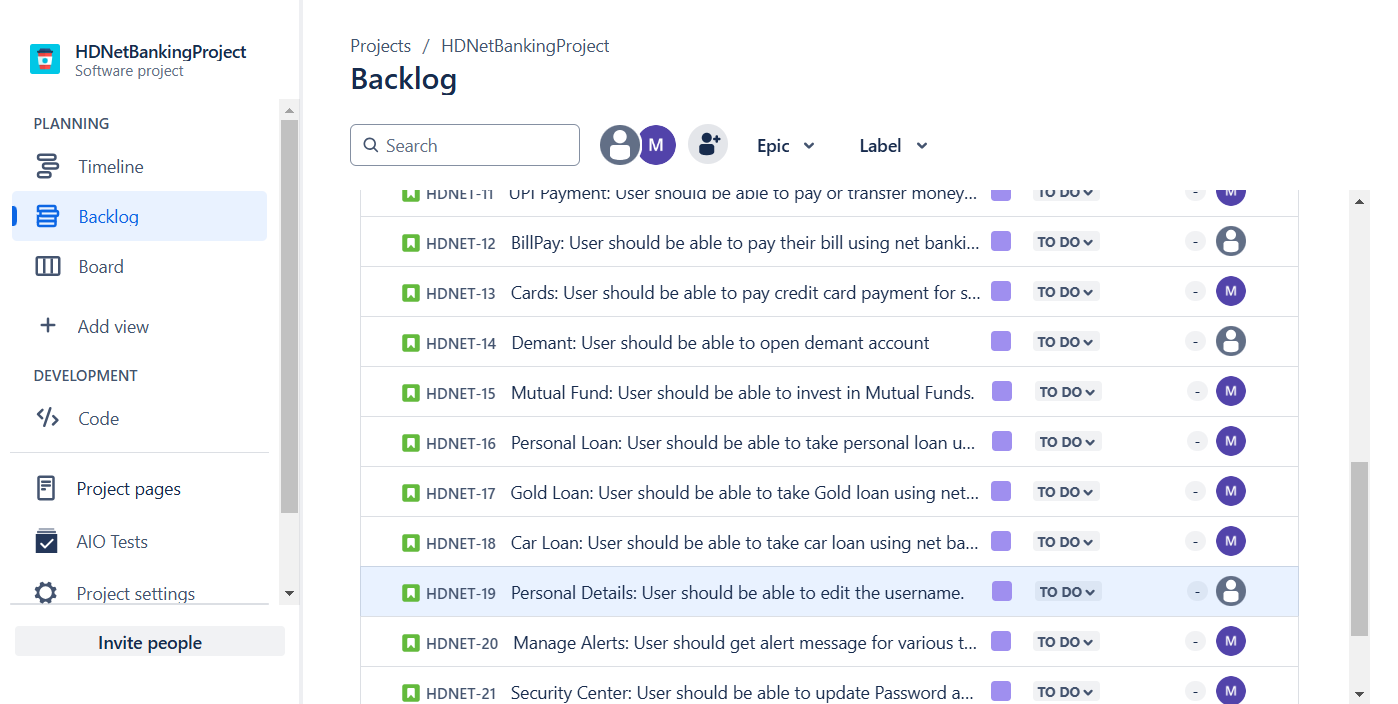 HDNetBankingProject
Software project
PLANNING
Timeline
Backlog
Board
Add view
DEVELOPMENT
Code
Project pages
AIO Tests
Project settings
Invite people
Projects / HDNetBankingProject
Backlog
Search
M
Epic
Label
HDNET-11 UPI Payment: User should be able to pay or transfer money... TO DO - M
HDNET-12 BillPay: User should be able to pay their bill using net banki... TO DO -
HDNET-13 Cards: User should be able to pay credit card payment for s... TO DO - M
HDNET-14 Demant: User should be able to open demant account TO DO -
HDNET-15 Mutual Fund: User should be able to invest in Mutual Funds. TO DO - M
HDNET-16 Personal Loan: User should be able to take personal loan u... TO DO - M
HDNET-17 Gold Loan: User should be able to take Gold loan using net... TO DO - M
HDNET-18 Car Loan: User should be able to take car loan using net ba... TO DO - M
HDNET-19 Personal Details: User should be able to edit the username. TO DO -
HDNET-20 Manage Alerts: User should get alert message for various t... TO DO - M
HDNET-21 Security Center: User should be able to update Password a... TO DO - M